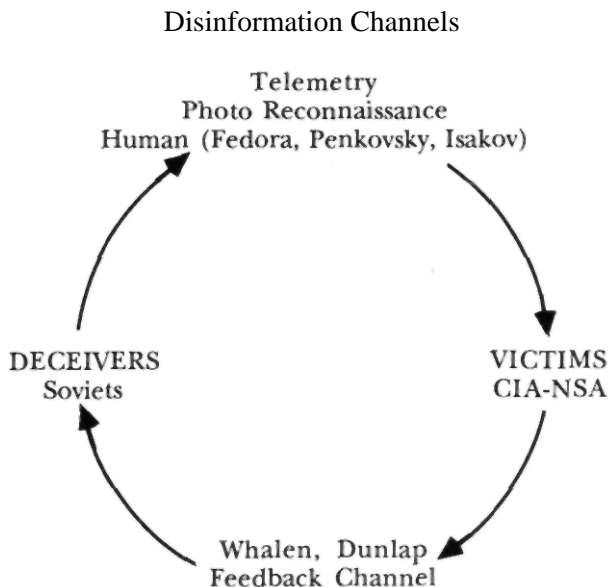 Disinformation Channels
Telemetry
Photo Reconnaissance
Human (Fedora, Penkovsky, Isakov)
DECEIVERS
Soviets
VICTIMS
CIA-NSA
Whalen, Dunlap
Feedback Channel